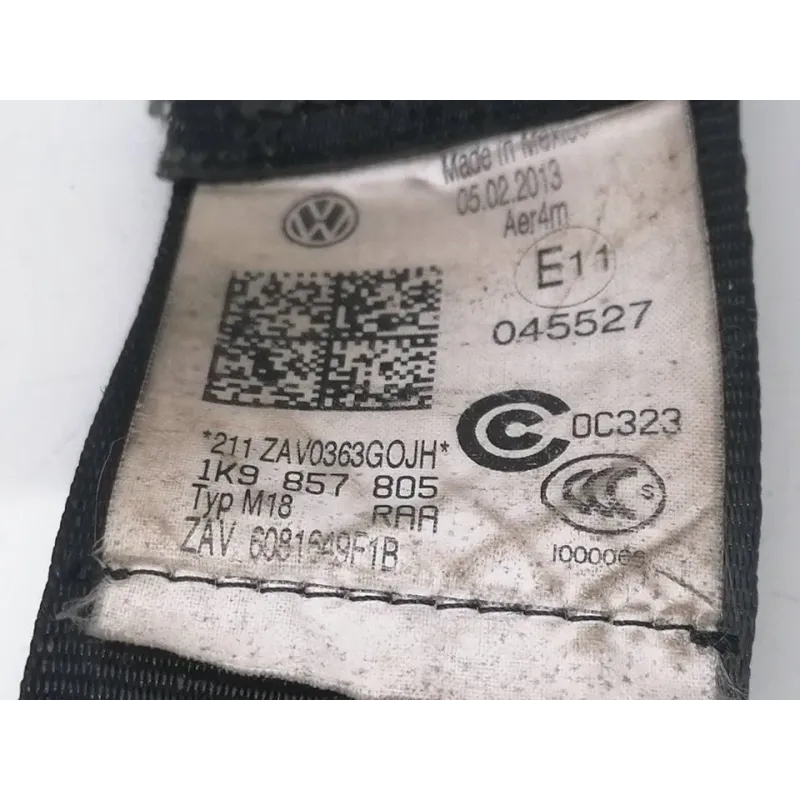 Made in Mexico
05.02.2013
Aer4m
E11
045527
0C323
*211 ZAV0363GOJH*
1K9 857 805
Typ M18 RAA
ZAV 6081649F1B
S